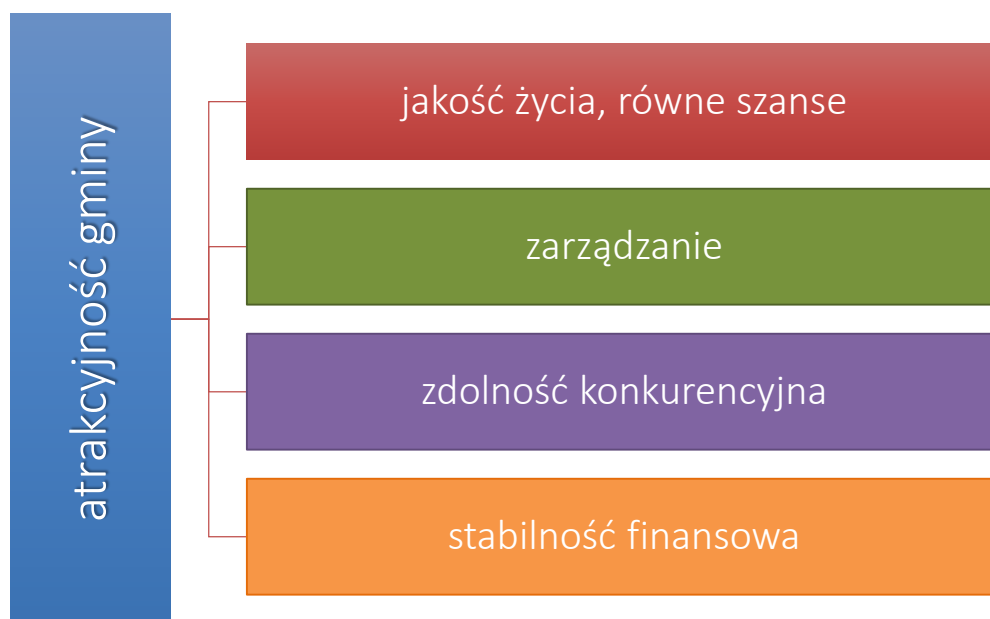 atrakcyjność gminy
jakość życia, równe szanse
zarządzanie
zdolność konkurencyjna
stabilność finansowa